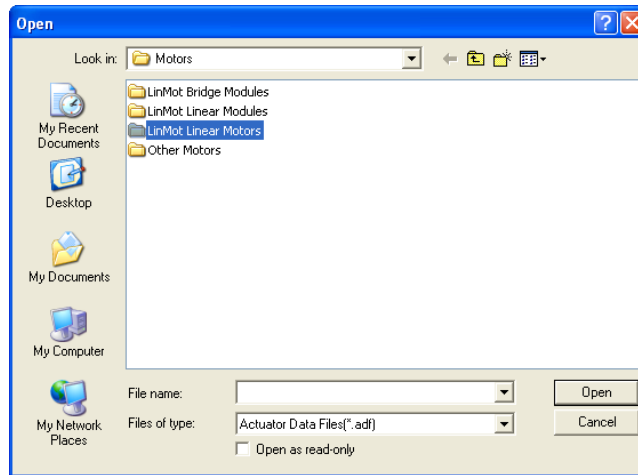 Open
Look in: Motors
My Recent
Documents
Desktop
My Documents
My Computer
My Network
Places
LinMot Bridge Modules
LinMot Linear Modules
LinMot Linear Motors
Other Motors
File name: Open
Files of type: Actuator Data Files(*.adf) Cancel
Open as read-only